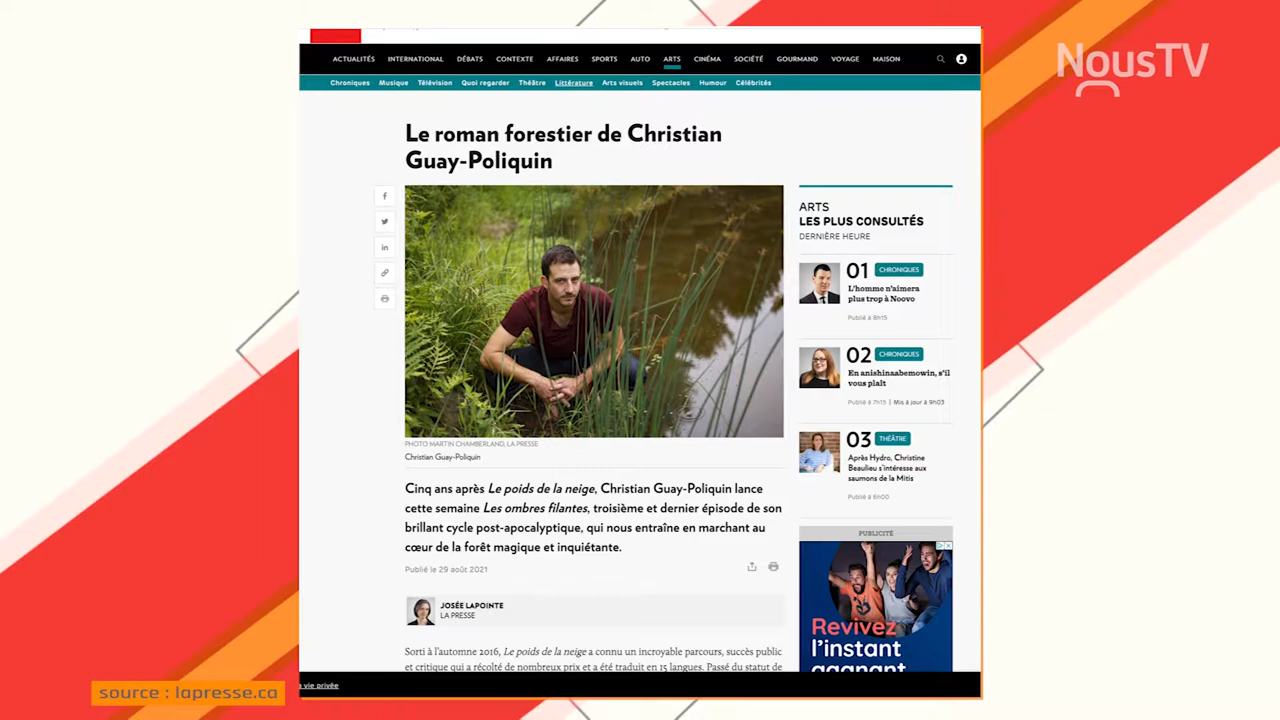 NousTV
ACTUALITÉS INTERNATIONAL DÉBATS CONTEXTE AFFAIRES SPORTS AUTO ARTS CINÉMA SOCIÉTÉ GOURMAND VOYAGE MAISON
Chroniques Musique Télévision Quoi regarder Théâtre Littérature Arts visuels Spectacles Humour Célébrités
Le roman forestier de Christian
Guay-Poliquin
PHOTO MARTIN CHAMBERLAND, LA PRESSE
Christian Guay-Poliquin
Cinq ans après Le poids de la neige, Christian Guay-Poliquin lance
cette semaine Les ombres filantes, troisième et dernier épisode de son
brillant cycle post-apocalyptique, qui nous entraîne en marchant au
cœur de la forêt magique et inquiétante.
Publié le 29 août 2021
JOSÉE LAPOINTE
LA PRESSE
Sorti à l'automne 2016, Le poids de la neige a connu un incroyable parcours, succès public
et critique qui a récolté de nombreux prix et a été traduit en 15 langues. Passé du statut de
ARTS
LES PLUS CONSULTÉS
DERNIÈRE HEURE
01 CHRONIQUES
L'homme n'aimera
plus trop à Noovo
Publié à 8h15
02 CHRONIQUES
En anishinaabemowin, s'il
vous plaît
Publié à 7h15 | Mis à jour à 9h03
03 THÉÂTRE
Après Hydro, Christine
Beaulieu s'intéresse aux
saumons de la Mitis
Publié à 6h00
PUBLICITÉ
Revivez
l'instant
gagnant
a vie privée
source : lapresse.ca